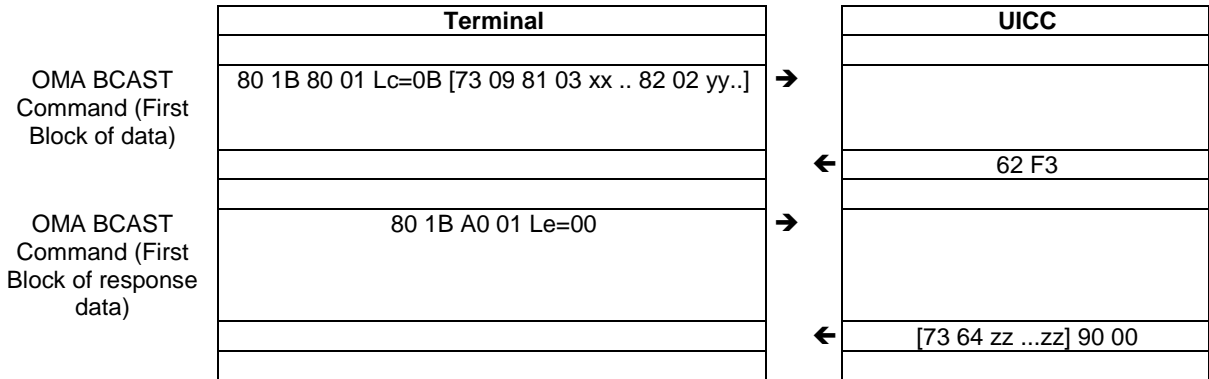 Terminal UICC
OMA BCAST
Command (First
Block of data)
80 1B 80 01 Lc=0B [73 09 81 03 xx .. 82 02 yy..] ➔
🡸 62 F3
OMA BCAST
Command (First
Block of response
data)
80 1B A0 01 Le=00 ➔
🡸 [73 64 zz ...zz] 90 00